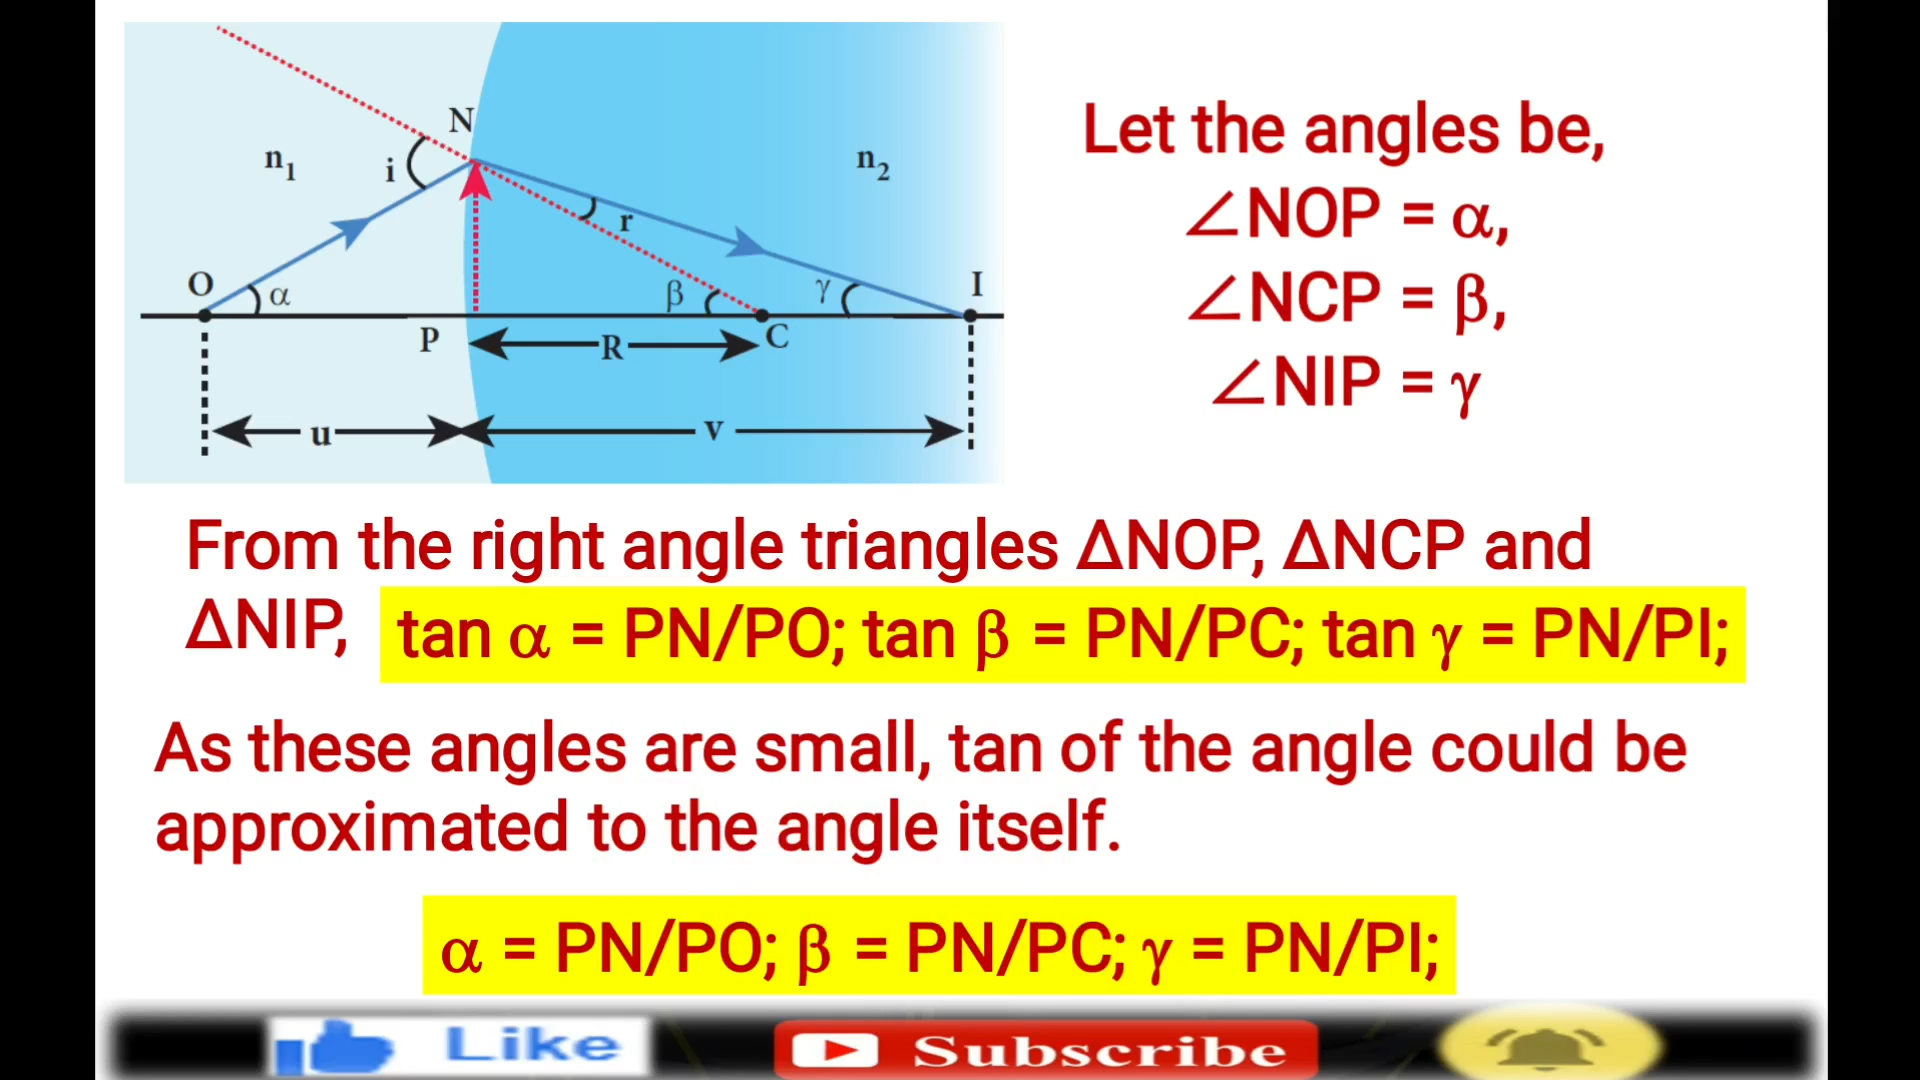 N
n₁
i
n₂
r
O
α
β
γ
I
P
R
C
u
v
Let the angles be,
∠NOP = α,
∠NCP = β,
∠NIP = γ
From the right angle triangles ΔNOP, ΔNCP and
ΔNIP, tan α = PN/PO; tan β = PN/PC; tan γ = PN/PI;
As these angles are small, tan of the angle could be
approximated to the angle itself.
α = PN/PO; β = PN/PC; γ = PN/PI;
Like
Subscribe